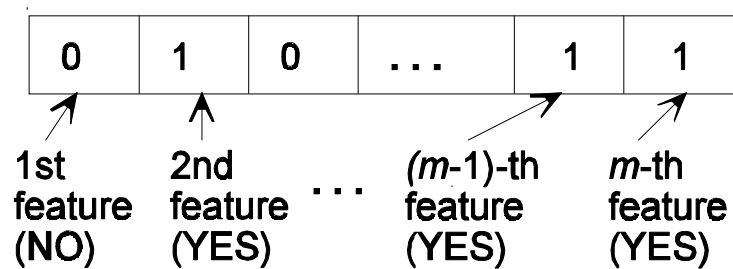 0 1 0 ... 1 1
1st 2nd (m-1)-th m-th
feature feature ... feature feature
(NO) (YES) (YES) (YES)